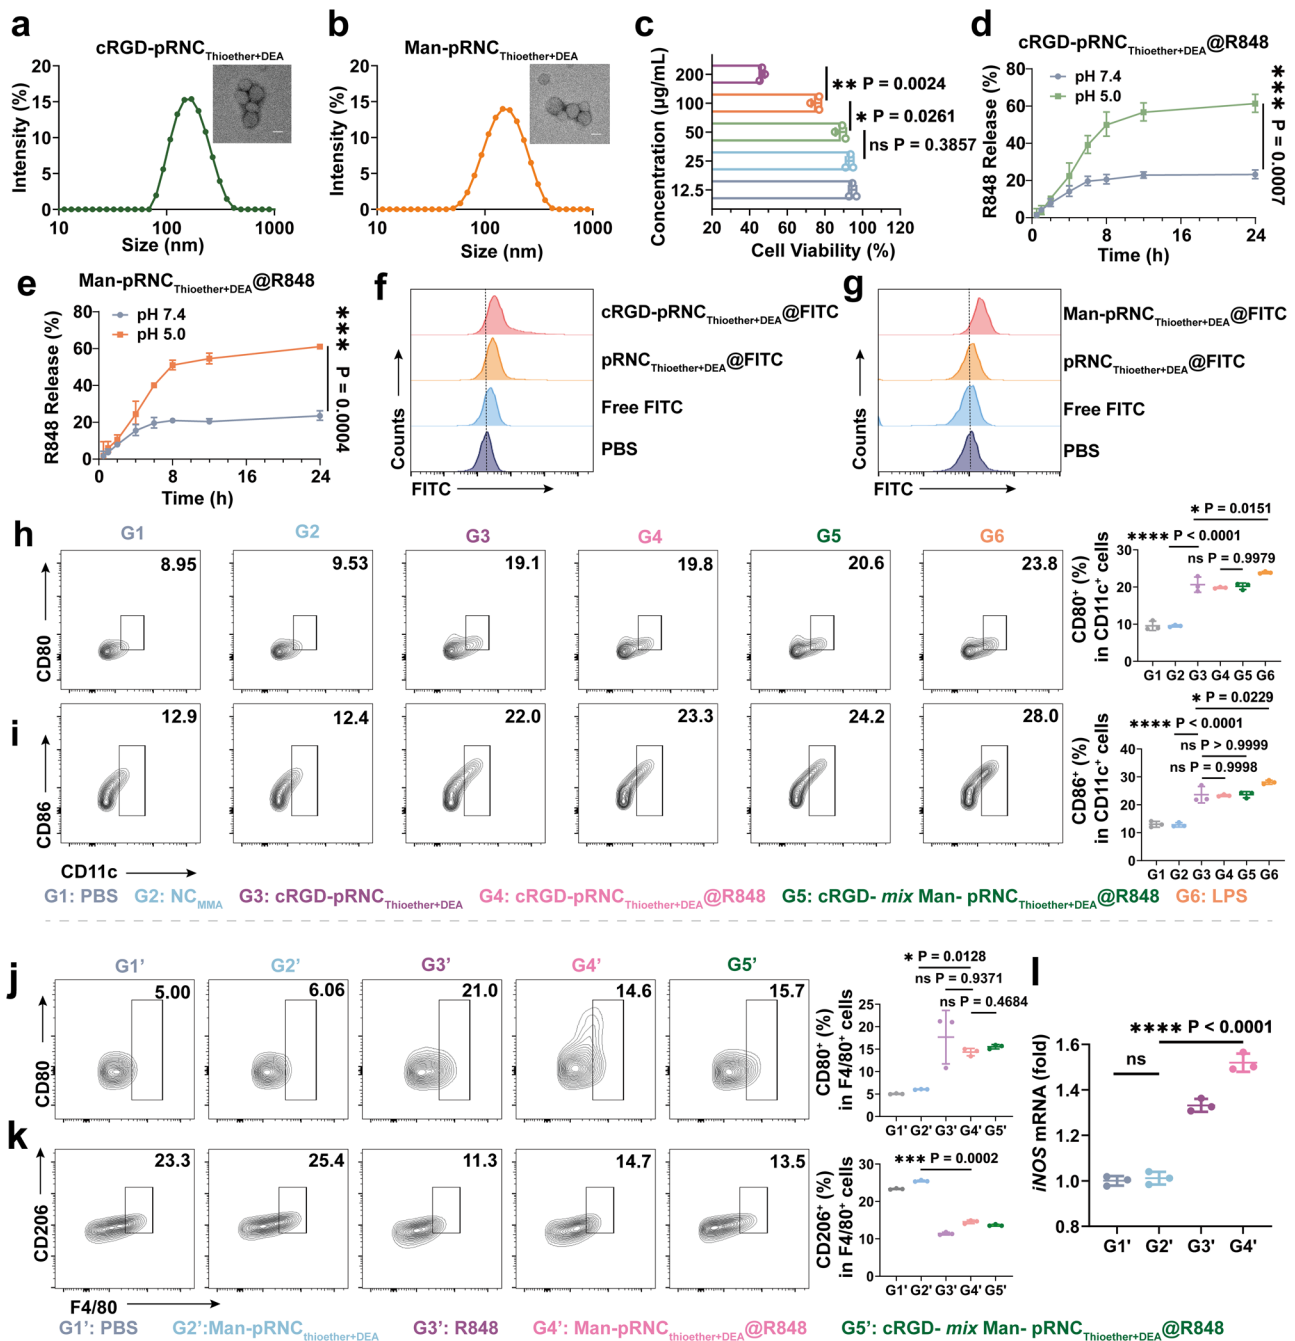 a
cRGD-pRNCThioether+DEA
Intensity (%)
20
15
10
5
0
10 100 1000
Size (nm)
b
Man-pRNCThioether+DEA
Intensity (%)
20
15
10
5
0
10 100 1000
Size (nm)
c
Concentration (μg/mL)
200
100
50
25
12.5
** P = 0.0024
* P = 0.0261
ns P = 0.3857
20 40 60 80 100 120
Cell Viability (%)
d
cRGD-pRNCThioether+DEA@R848
R848 Release (%)
80
60
40
20
0
pH 7.4
pH 5.0
*** P = 0.0007
0 8 16 24
Time (h)
e
Man-pRNCThioether+DEA@R848
R848 Release (%)
80
60
40
20
0
pH 7.4
pH 5.0
*** P = 0.0004
0 8 16 24
Time (h)
f
cRGD-pRNCThioether+DEA@FITC
pRNCThioether+DEA@FITC
Free FITC
PBS
Counts
FITC
g
Man-pRNCThioether+DEA@FITC
pRNCThioether+DEA@FITC
Free FITC
PBS
Counts
FITC
h
G1 G2 G3 G4 G5 G6
8.95 9.53 19.1 19.8 20.6 23.8
CD80
* P = 0.0151
**** P < 0.0001
ns P = 0.9979
CD80+ (%)
in CD11c+ cells
30
20
10
0
G1 G2 G3 G4 G5 G6
i
12.9 12.4 22.0 23.3 24.2 28.0
CD86
CD11c
* P = 0.0229
**** P < 0.0001
ns P > 0.9999
ns P = 0.9998
CD86+ (%)
in CD11c+ cells
40
30
20
10
0
G1 G2 G3 G4 G5 G6
G1: PBS G2: NCMMA G3: cRGD-pRNCThioether+DEA G4: cRGD-pRNCThioether+DEA@R848 G5: cRGD- mix Man- pRNCThioether+DEA@R848 G6: LPS
j
G1' G2' G3' G4' G5'
5.00 6.06 21.0 14.6 15.7
CD80
* P = 0.0128
ns P = 0.9371
ns P = 0.4684
CD80+ (%)
in F4/80+ cells
25
20
15
10
5
0
G1' G2' G3' G4' G5'
k
23.3 25.4 11.3 14.7 13.5
CD206
F4/80
*** P = 0.0002
CD206+ (%)
in F4/80+ cells
30
20
10
0
G1' G2' G3' G4' G5'
l
**** P < 0.0001
ns
iNOS mRNA (fold)
1.6
1.4
1.2
1.0
0.8
G1' G2' G3' G4'
G1': PBS G2':Man-pRNCthioether+DEA G3': R848 G4': Man-pRNCthioether+DEA@R848 G5': cRGD- mix Man- pRNCThioether+DEA@R848